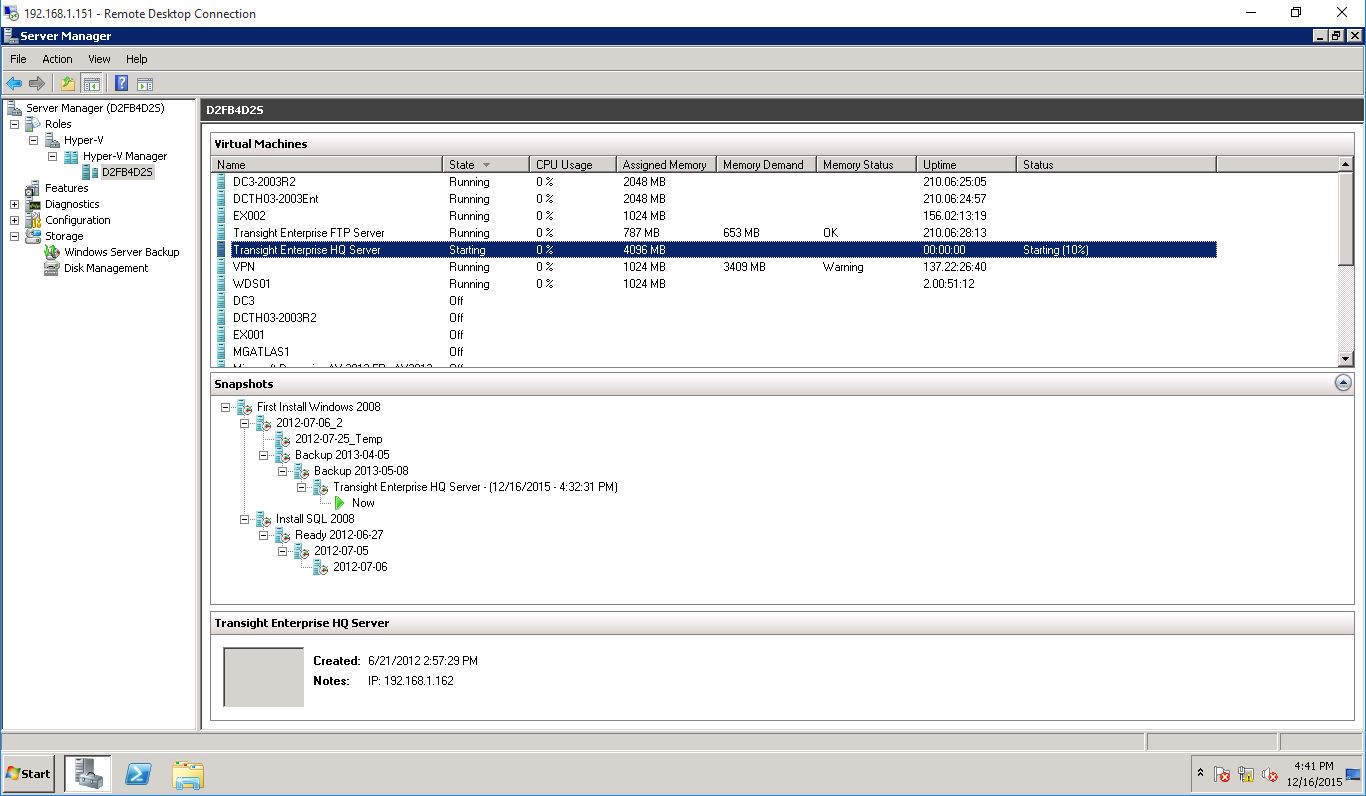 192.168.1.151 - Remote Desktop Connection
Server Manager
File Action View Help
Server Manager (D2FB4D2S)
Roles
Hyper-V
Hyper-V Manager
D2FB4D2S
Features
Diagnostics
Configuration
Storage
Windows Server Backup
Disk Management
D2FB4D2S
Virtual Machines
Name State CPU Usage Assigned Memory Memory Demand Memory Status Uptime Status
DC3-2003R2 Running 0 % 2048 MB 210.06:25:05
DCTH03-2003Ent Running 0 % 2048 MB 210.06:24:57
EX002 Running 0 % 1024 MB 156.02:13:19
Transight Enterprise FTP Server Running 0 % 787 MB 653 MB OK 210.06:28:13
Transight Enterprise HQ Server Starting 0 % 4096 MB 00:00:00 Starting (10%)
VPN Running 0 % 1024 MB 3409 MB Warning 137.22:26:40
WDS01 Running 0 % 1024 MB 2.00:51:12
DC3 Off
DCTH03-2003R2 Off
EX001 Off
MGATLAS1 Off
Snapshots
First Install Windows 2008
2012-07-06_2
2012-07-25_Temp
Backup 2013-04-05
Backup 2013-05-08
Transight Enterprise HQ Server - (12/16/2015 - 4:32:31 PM)
Now
Install SQL 2008
Ready 2012-06-27
2012-07-05
2012-07-06
Transight Enterprise HQ Server
Created: 6/21/2012 2:57:29 PM
Notes: IP: 192.168.1.162
Start
4:41 PM
12/16/2015